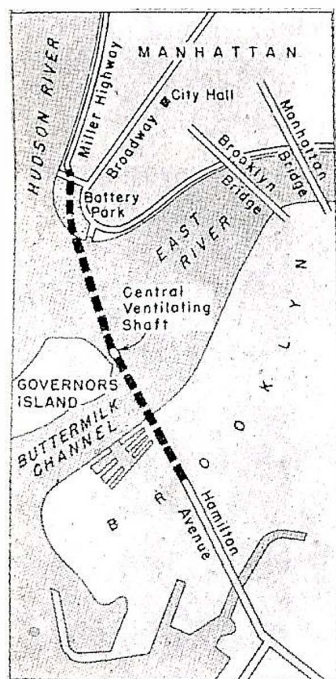 MANHATTAN
HUDSON RIVER
Miller Highway
Broadway
City Hall
Manhattan
Bridge
Brooklyn
Bridge
Battery
Park
EAST
RIVER
Central
Ventilating
Shaft
GOVERNORS
ISLAND
BUTTERMILK
CHANNEL
BROOKLYN
Hamilton
Avenue